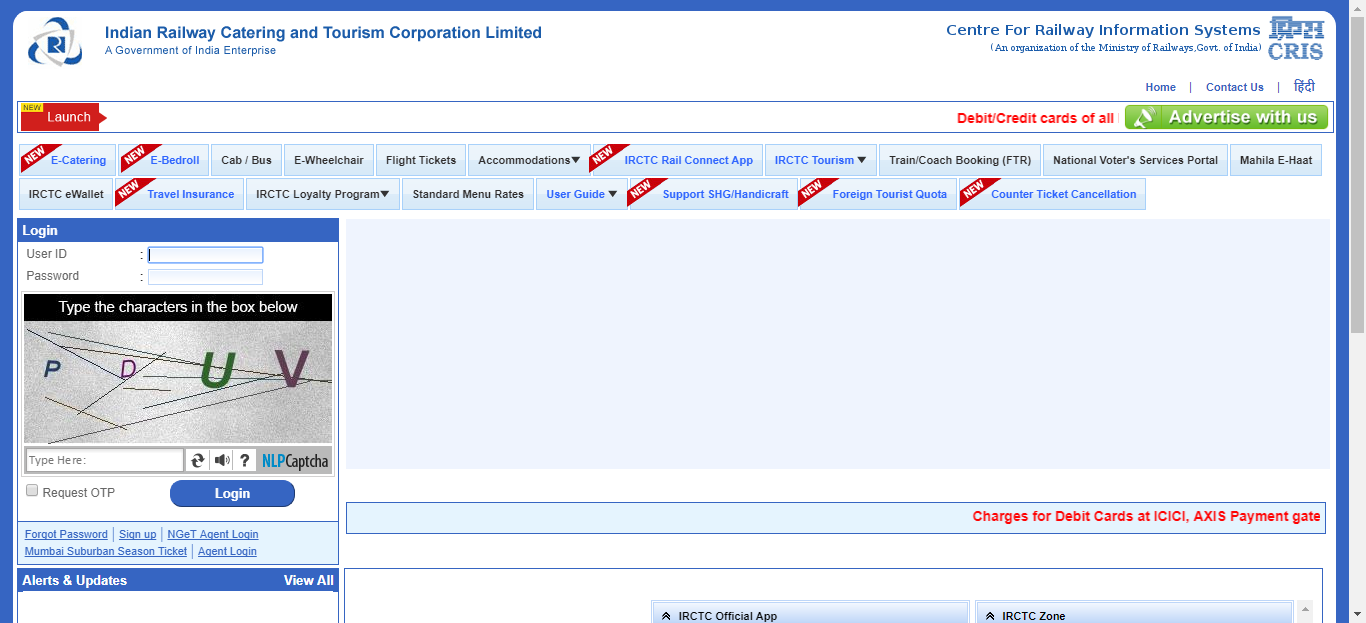 Indian Railway Catering and Tourism Corporation Limited
A Government of India Enterprise
Centre For Railway Information Systems
(An organization of the Ministry of Railways,Govt. of India)
CRIS
Home | Contact Us | हिंदी
NEW
Launch
Debit/Credit cards of all
Advertise with us
NEW E-Catering NEW E-Bedroll Cab / Bus E-Wheelchair Flight Tickets Accommodations▼ NEW IRCTC Rail Connect App IRCTC Tourism ▼ Train/Coach Booking (FTR) National Voter's Services Portal Mahila E-Haat
IRCTC eWallet NEW Travel Insurance IRCTC Loyalty Program▼ Standard Menu Rates User Guide ▼ NEW Support SHG/Handicraft NEW Foreign Tourist Quota NEW Counter Ticket Cancellation
Login
User ID :
Password :
Type the characters in the box below
P D U V
Type Here:
? NLPCaptcha
Request OTP
Login
Forgot Password | Sign up | NGeT Agent Login
Mumbai Suburban Season Ticket | Agent Login
Charges for Debit Cards at ICICI, AXIS Payment gate
Alerts & Updates View All
IRCTC Official App
IRCTC Zone